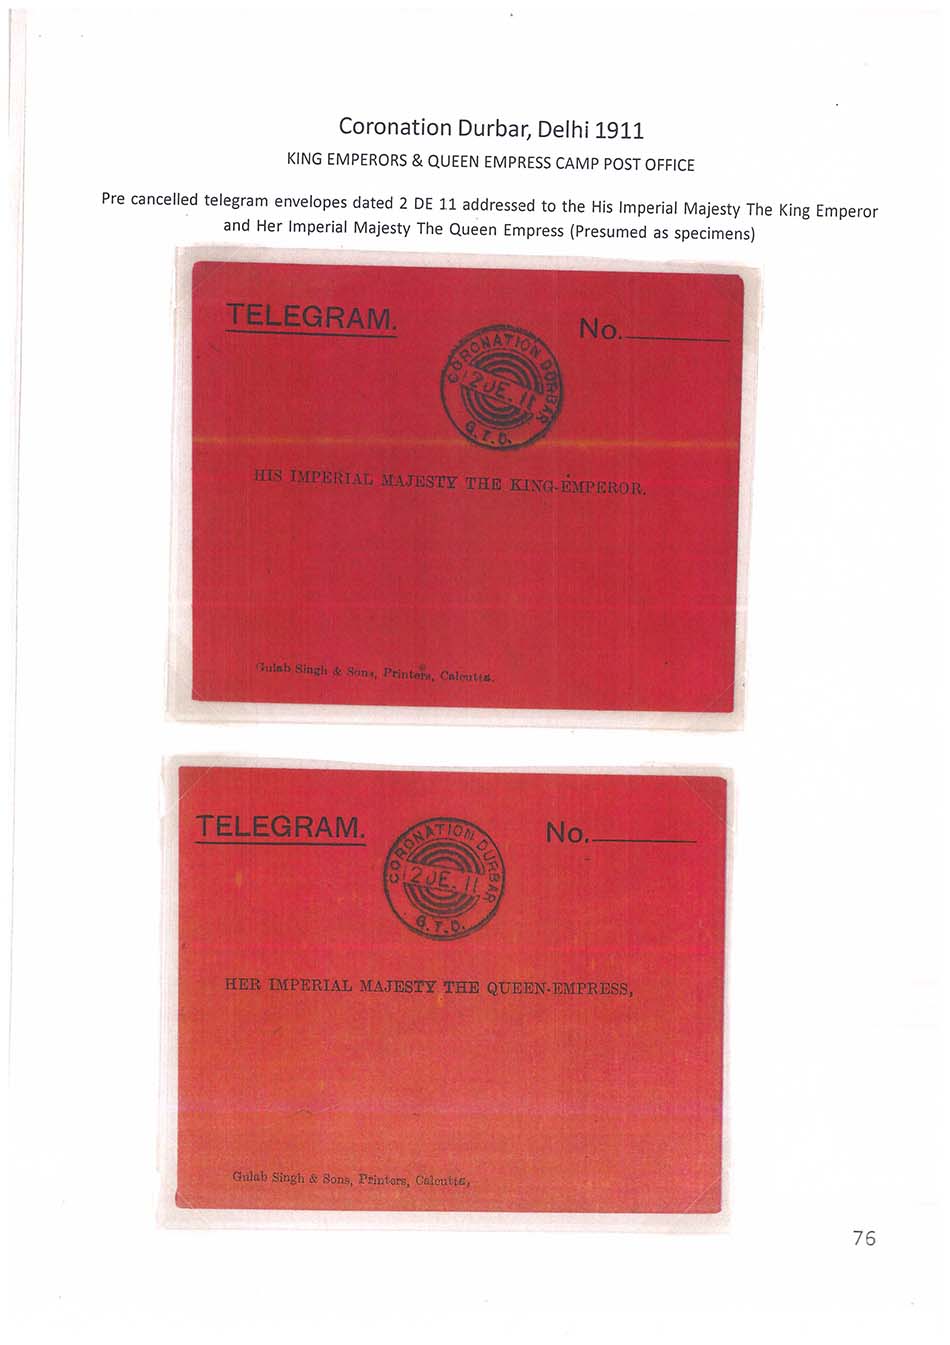 Coronation Durbar, Delhi 1911
KING EMPERORS & QUEEN EMPRESS CAMP POST OFFICE
Pre cancelled telegram envelopes dated 2 DE 11 addressed to the His Imperial Majesty The King Emperor
and Her Imperial Majesty The Queen Empress (Presumed as specimens)
TELEGRAM.
No.
CORONATION DURBAR
2 DE. 11
G.T.O.
HIS IMPERIAL MAJESTY THE KING-EMPEROR.
Gulab Singh & Sons, Printers, Calcutta.
TELEGRAM.
No.
CORONATION DURBAR
2 DE. 11
G.T.O.
HER IMPERIAL MAJESTY THE QUEEN-EMPRESS,
Gulab Singh & Sons, Printers, Calcutta,
76